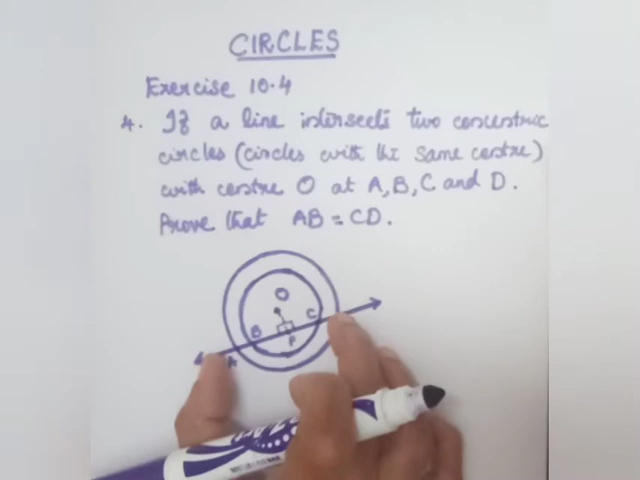 CIRCLES
Exercise 10.4
4. If a line intersects two concentric
circles (circles with the same centre)
with centre O at A, B, C and D.
Prove that AB = CD.
O
B C
P
A